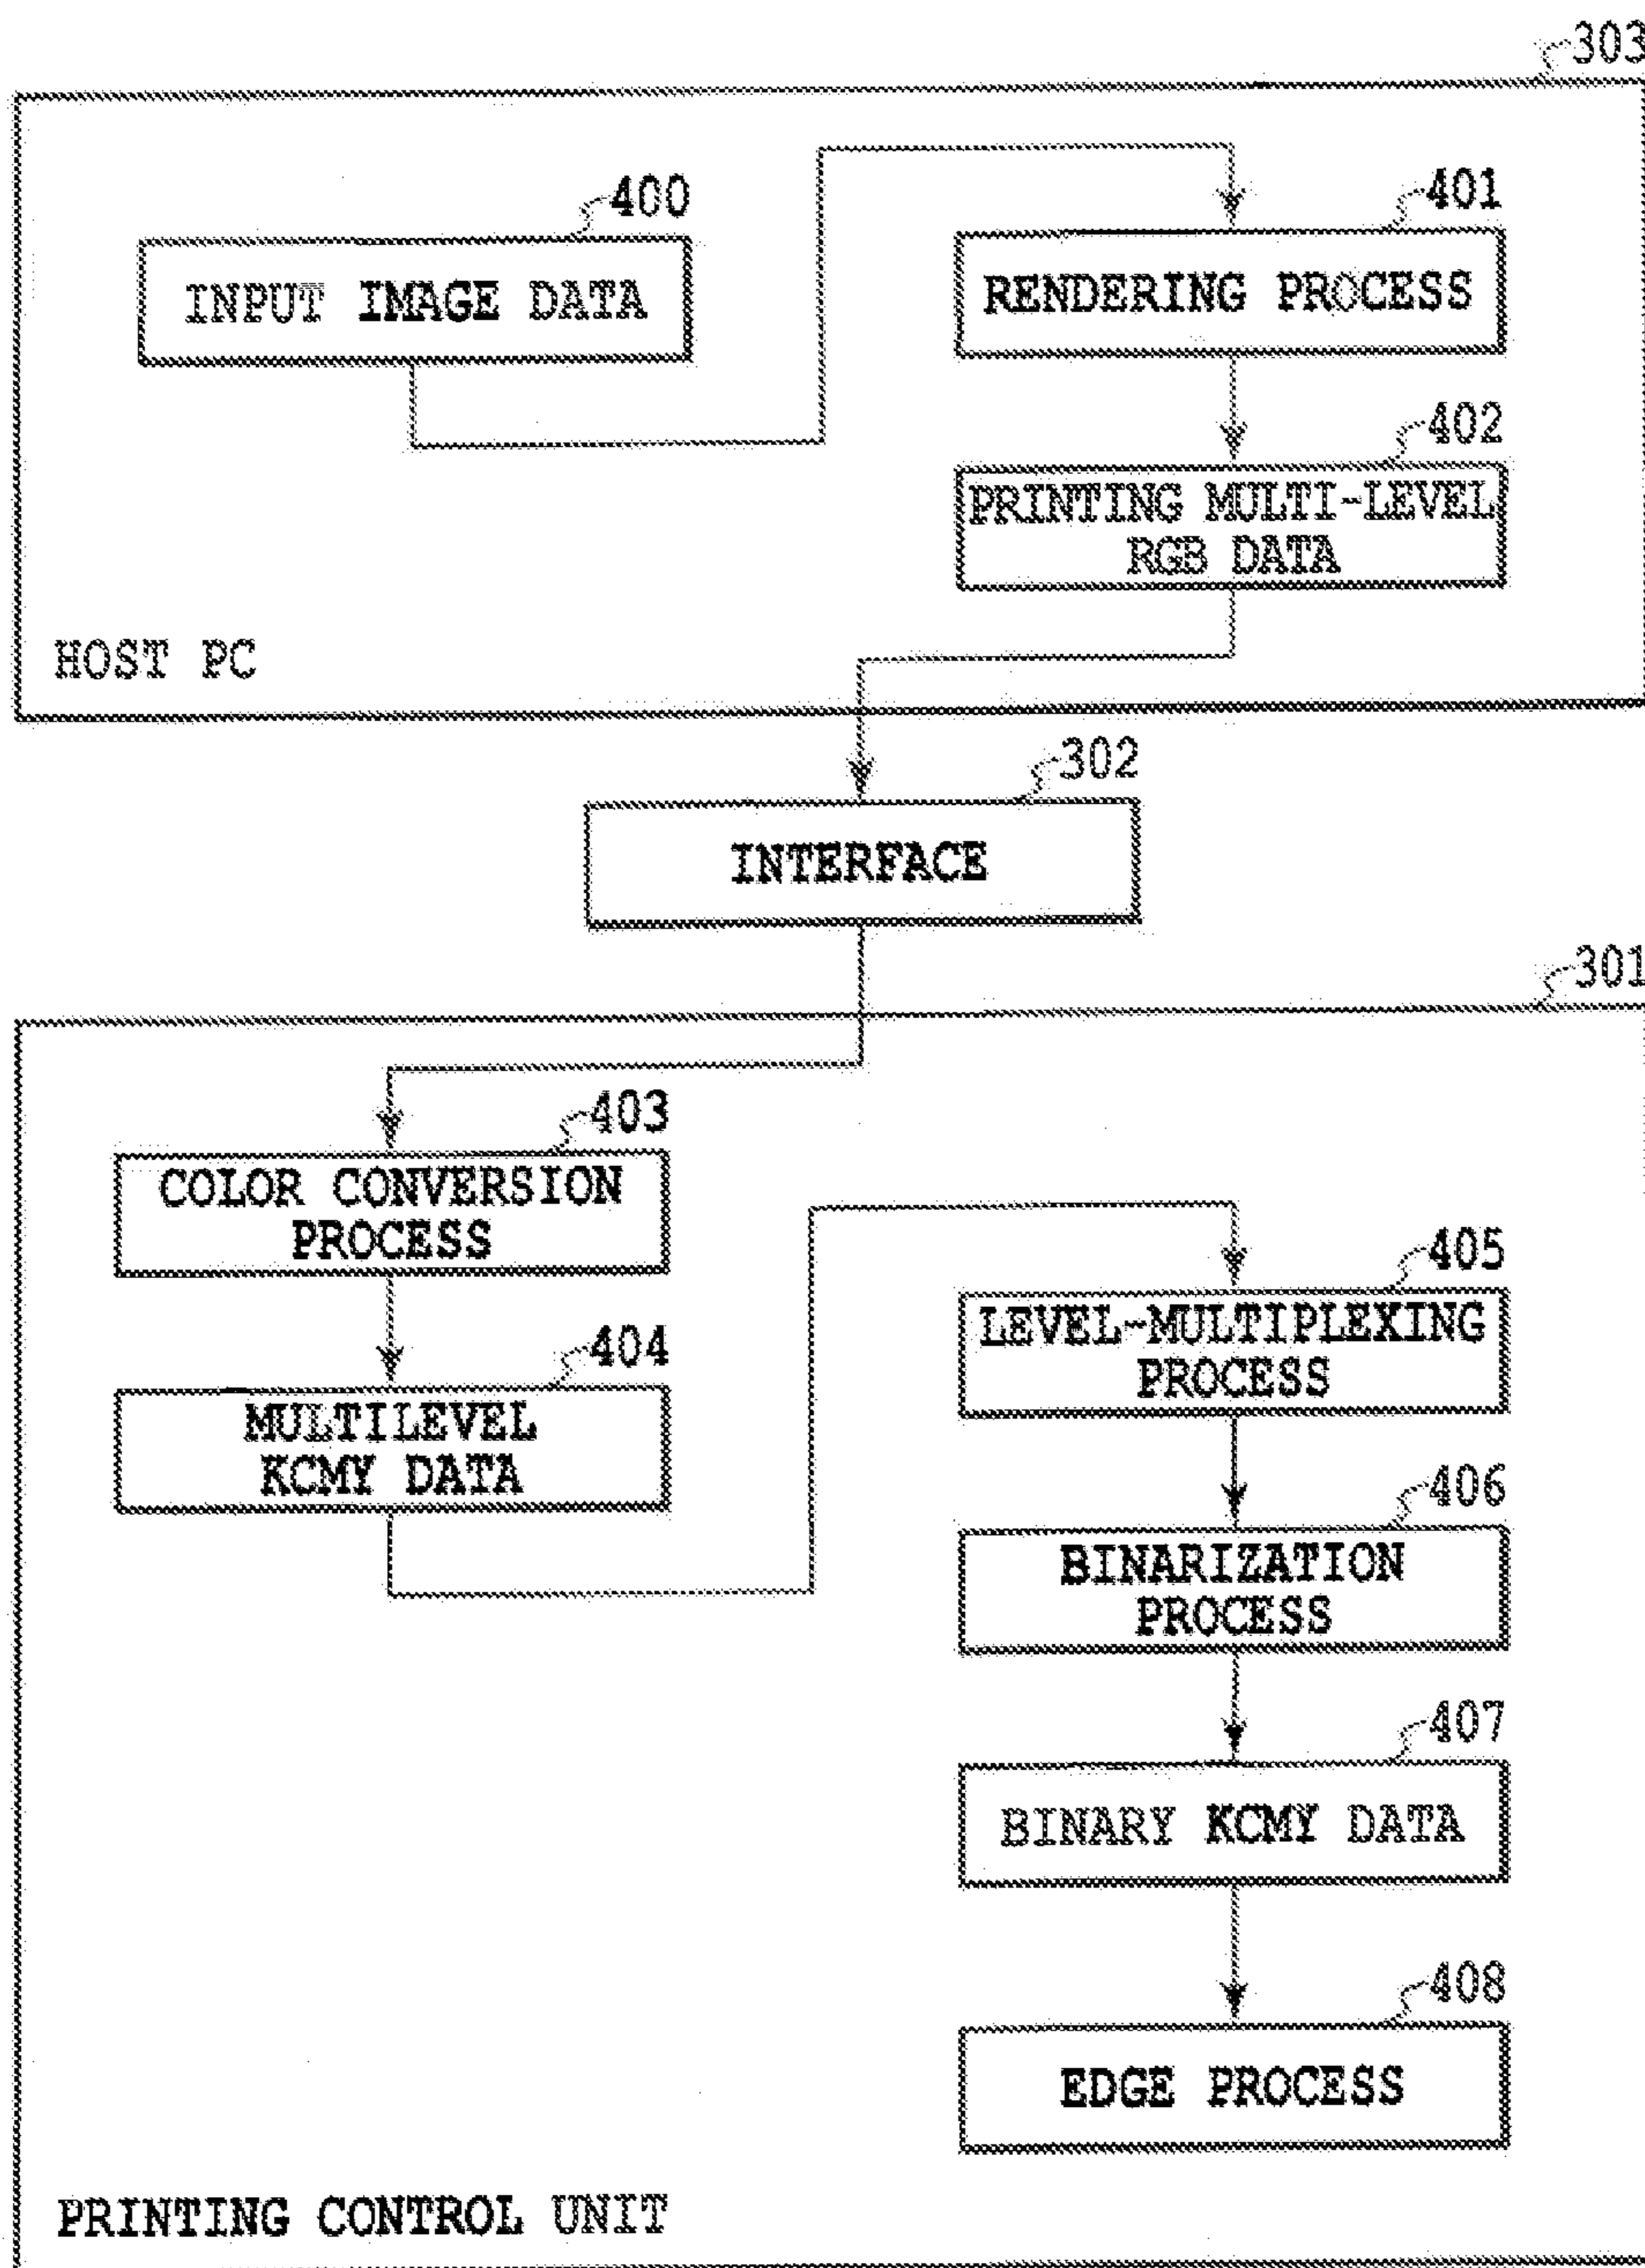 303
400
INPUT IMAGE DATA
401
RENDERING PROCESS
402
PRINTING MULTI-LEVEL
RGB DATA
HOST PC
302
INTERFACE
301
403
COLOR CONVERSION
PROCESS
404
MULTILEVEL
KCMY DATA
405
LEVEL-MULTIPLEXING
PROCESS
406
BINARIZATION
PROCESS
407
BINARY KCMY DATA
408
EDGE PROCESS
PRINTING CONTROL UNIT